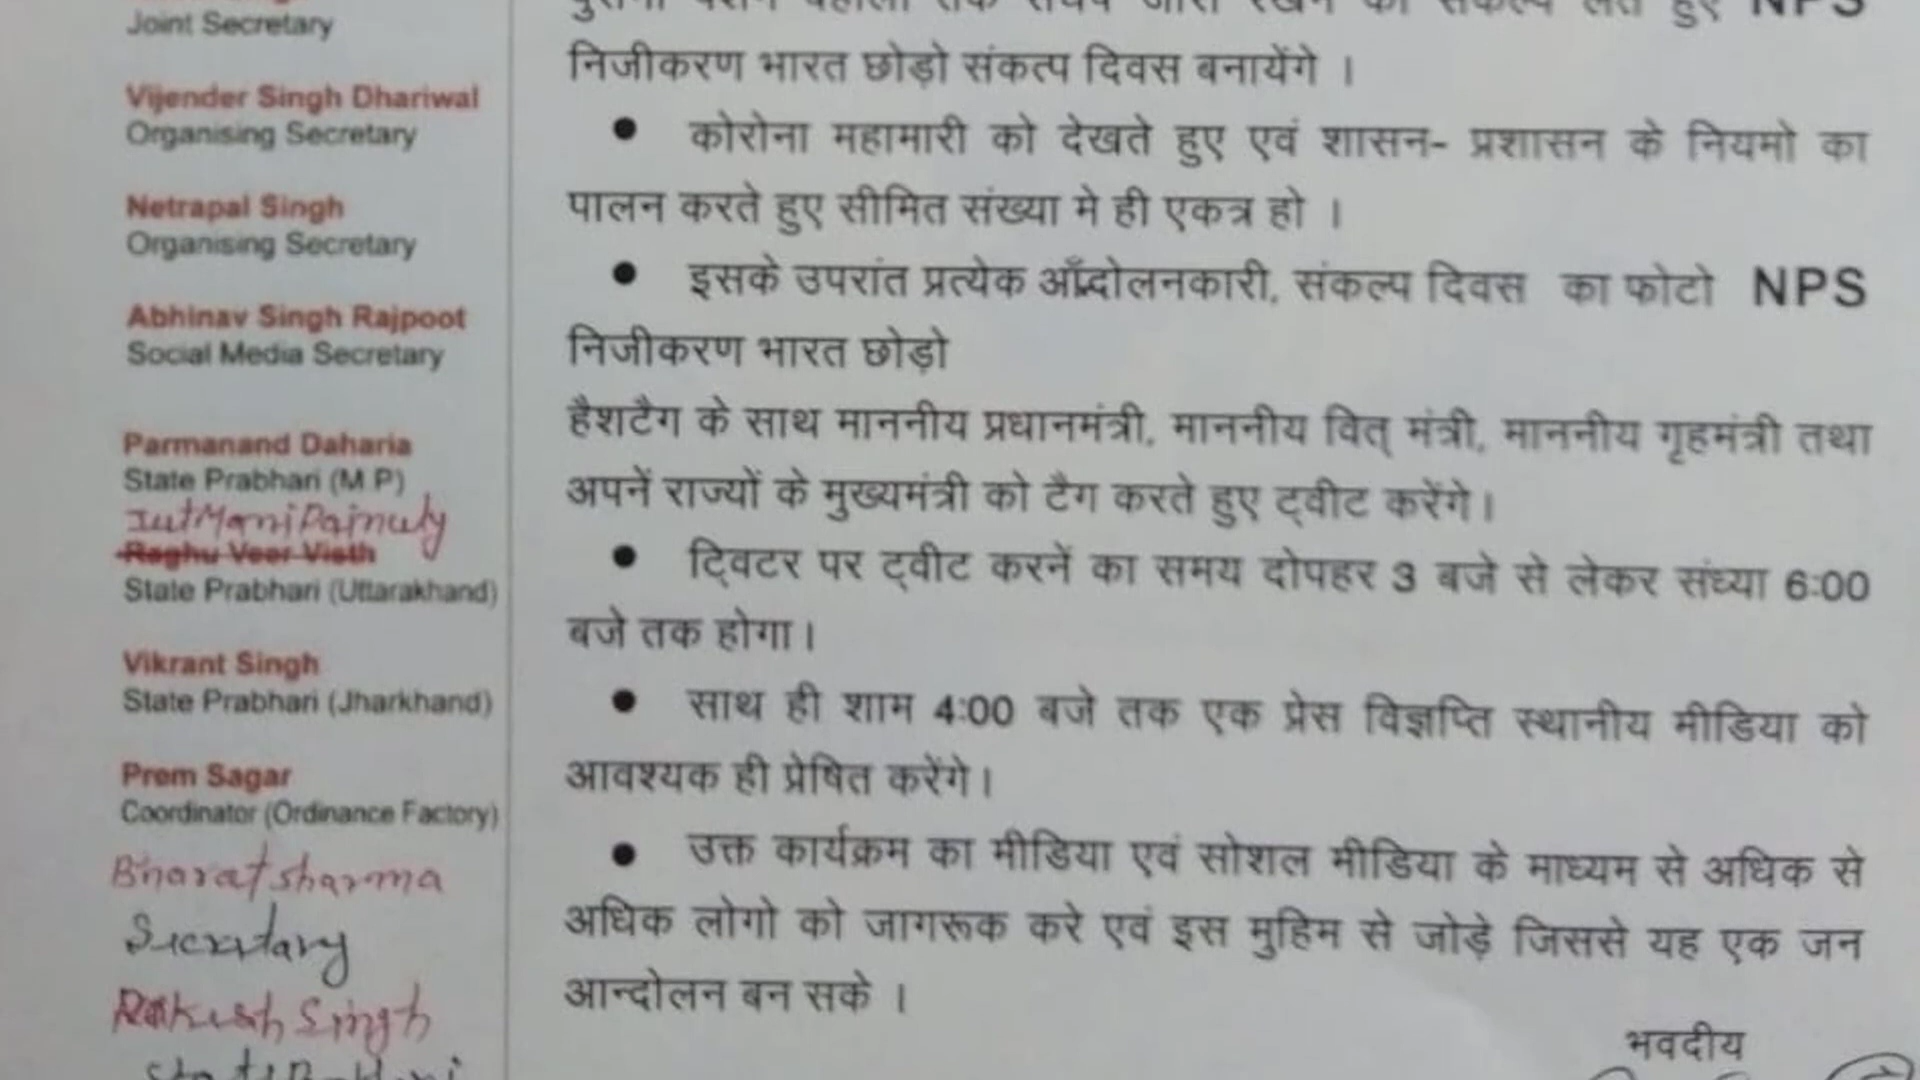 Joint Secretary
Vijender Singh Dhariwal
Organising Secretary
Netrapal Singh
Organising Secretary
Abhinav Singh Rajpoot
Social Media Secretary
Parmanand Daharia
State Prabhari (M P)
Raghu Veer Visth
State Prabhari (Uttarakhand)
Vikrant Singh
State Prabhari (Jharkhand)
Prem Sagar
Coordinator (Ordinance Factory)
Bharat sharma
Secretary
Rakesh Singh
NPS
निजीकरण भारत छोड़ो संकत्प दिवस बनायेंगे ।
● कोरोना महामारी को देखते हुए एवं शासन- प्रशासन के नियमो का
पालन करते हुए सीमित संख्या मे ही एकत्र हो ।
● इसके उपरांत प्रत्येक आँन्दोलनकारी, संकल्प दिवस का फोटो NPS
निजीकरण भारत छोड़ो
हैशटैग के साथ माननीय प्रधानमंत्री, माननीय वित् मंत्री, माननीय गृहमंत्री तथा
अपनें राज्यों के मुख्यमंत्री को टैग करते हुए ट्वीट करेंगे।
● ट्विटर पर ट्वीट करनें का समय दोपहर 3 बजे से लेकर संध्या 6:00
बजे तक होगा।
● साथ ही शाम 4:00 बजे तक एक प्रेस विज्ञप्ति स्थानीय मीडिया को
आवश्यक ही प्रेषित करेंगे।
● उक्त कार्यक्रम का मीडिया एवं सोशल मीडिया के माध्यम से अधिक से
अधिक लोगो को जागरूक करे एवं इस मुहिम से जोड़े जिससे यह एक जन
आन्दोलन बन सके ।
भवदीय